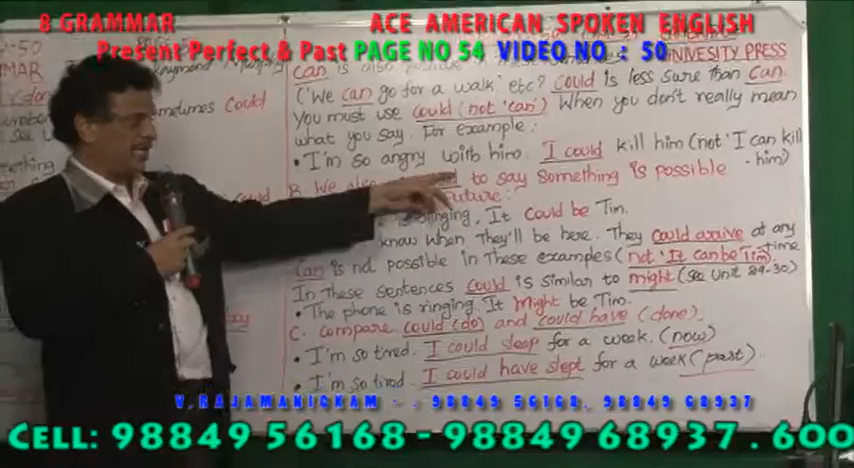 8 GRAMMAR
ACE AMERICAN SPOKEN ENGLISH
Present Perfect & Past PAGE NO 54 VIDEO NO : 50
UNIVESITY PRESS
can is also
('We can go for a walk' etc? Could is less sure than can.
sometimes Could
You must use could (not 'can') When you don't really mean
what you say. For example:
• I'm so angry with him. I could kill him (not 'I can kill him)
B. We also to say something is possible
future:
ringing, It could be Tim.
know when They'll be here. They could arrive at any time
can is not possible in These examples (not 'It can be Tim).
In These sentences could is similar to might (see Unit 29-30).
• The phone is ringing. It might be Tim.
C. compare could (do) and could have (done).
• I'm so tired. I could sleep for a week. (now)
• I'm so tired. I could have slept for a week (past)
V.RAJAMANICKAM - : 98849 56168, 98849 68937
CELL: 98849 56168 - 98849 68937. 600